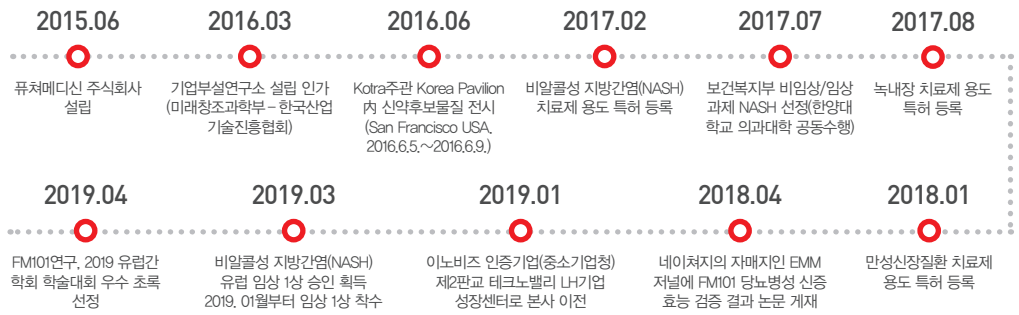 2015.06
퓨쳐메디신 주식회사
설립
2016.03
기업부설연구소 설립 인가
(미래창조과학부 – 한국산업
기술진흥협회)
2016.06
Kotra주관 Korea Pavilion
內 신약후보물질 전시
(San Francisco USA.
2016.6.5.~2016.6.9.)
2017.02
비알콜성 지방간염(NASH)
치료제 용도 특허 등록
2017.07
보건복지부 비임상/임상
과제 NASH 선정(한양대
학교 의과대학 공동수행)
2017.08
녹내장 치료제 용도
특허 등록
2018.01
만성신장질환 치료제
용도 특허 등록
2018.04
네이쳐지의 자매지인 EMM
저널에 FM101 당뇨병성 신증
효능 검증 결과 논문 게재
2019.01
이노비즈 인증기업(중소기업청)
제2판교 테크노밸리 LH기업
성장센터로 본사 이전
2019.03
비알콜성 지방간염(NASH)
유럽 임상 1상 승인 획득
2019. 01월부터 임상 1상 착수
2019.04
FM101연구, 2019 유럽간
학회 학술대회 우수 초록
선정